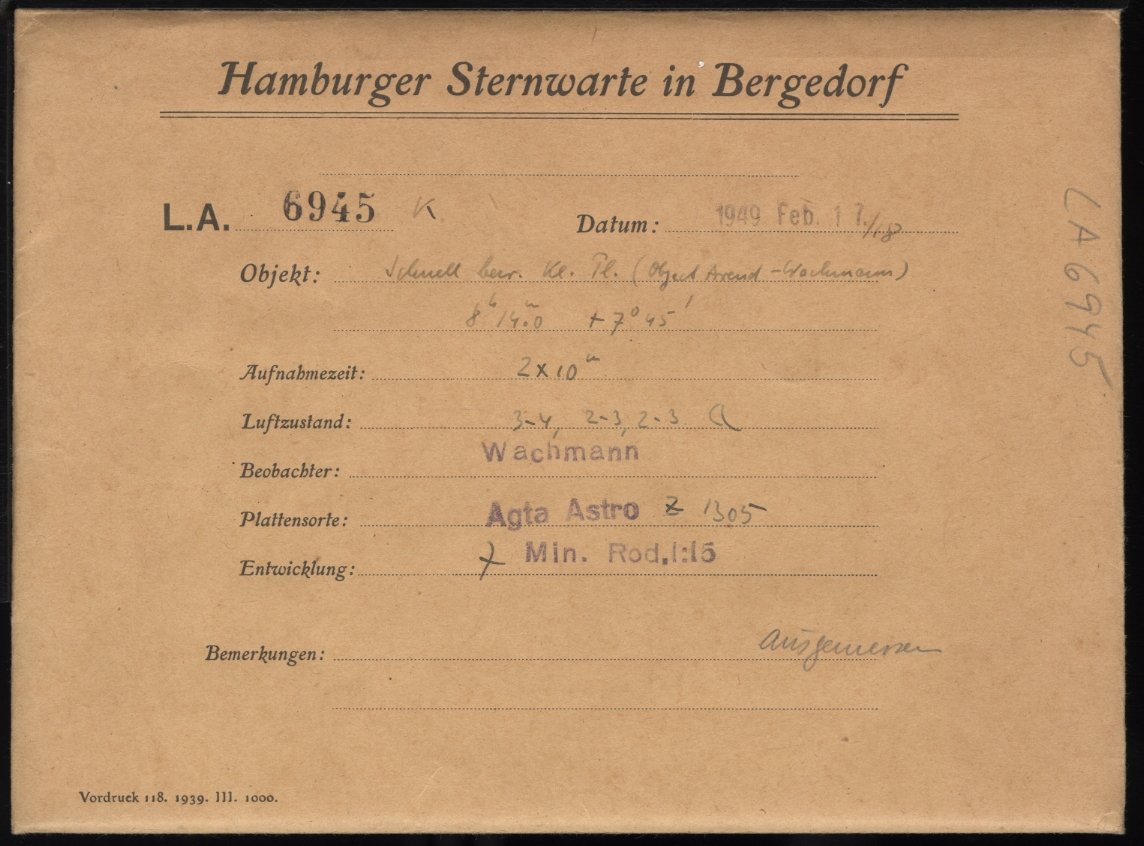 Hamburger Sternwarte in Bergedorf
L.A. 6945 K
Datum: 1949 Feb. 17./18
Objekt: Schnell bew. Kl. Pl. (Objekt Arend-Wachmann)
8h 14m.0 + 7° 45'
Aufnahmezeit: 2x10m
Luftzustand: 3-4, 2-3, 2-3
Beobachter: Wachmann
Plattensorte: Agfa Astro Z 1305
Entwicklung: 7 Min. Rod. 1:15
Bemerkungen: Ausgemessen
Vordruck 118. 1939. III. 1000.
LA 6945